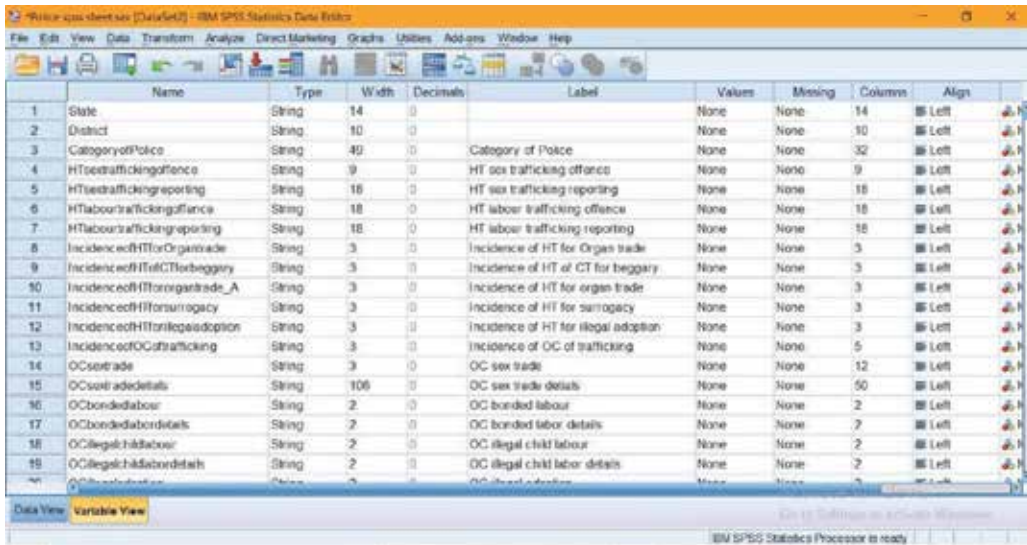 *Police spss sheet.sav [DataSet2] - IBM SPSS Statistics Data Editor
File Edit View Data Transform Analyze Direct Marketing Graphs Utilities Add-ons Window Help
Name Type Width Decimals Label Values Missing Columns Align
1 State String 14 0 None None 14 Left
2 District String 10 0 None None 10 Left
3 CategoryofPolice String 49 0 Category of Police None None 32 Left
4 HTsextraffickingoffence String 9 0 HT sex trafficking offence None None 9 Left
5 HTsextraffickingreporting String 18 0 HT sex trafficking reporting None None 18 Left
6 HTlabourtraffickingoffence String 18 0 HT labour trafficking offence None None 18 Left
7 HTlabourtraffickingreporting String 18 0 HT labour trafficking reporting None None 18 Left
8 IncidenceofHTforOrgantrade String 3 0 Incidence of HT for Organ trade None None 3 Left
9 IncidenceofHTofCTforbeggary String 3 0 Incidence of HT of CT for beggary None None 3 Left
10 IncidenceofHTfororgantrade_A String 3 0 Incidence of HT for organ trade None None 3 Left
11 IncidenceofHTforsurrogacy String 3 0 Incidence of HT for surrogacy None None 3 Left
12 IncidenceofHTforillegaladoption String 3 0 Incidence of HT for illegal adoption None None 3 Left
13 IncidenceofOCoftrafficking String 3 0 Incidence of OC of trafficking None None 5 Left
14 OCsextrade String 3 0 OC sex trade None None 12 Left
15 OCsextradedetails String 106 0 OC sex trade details None None 50 Left
16 OCbondedlabour String 2 0 OC bonded labour None None 2 Left
17 OCbondedlabordetails String 2 0 OC bonded labor details None None 2 Left
18 OCillegalchildlabour String 2 0 OC illegal child labour None None 2 Left
19 OCillegalchildlabordetails String 2 0 OC illegal child labor details None None 2 Left
Data View Variable View
Go to Settings to activate Windows.
IBM SPSS Statistics Processor is ready